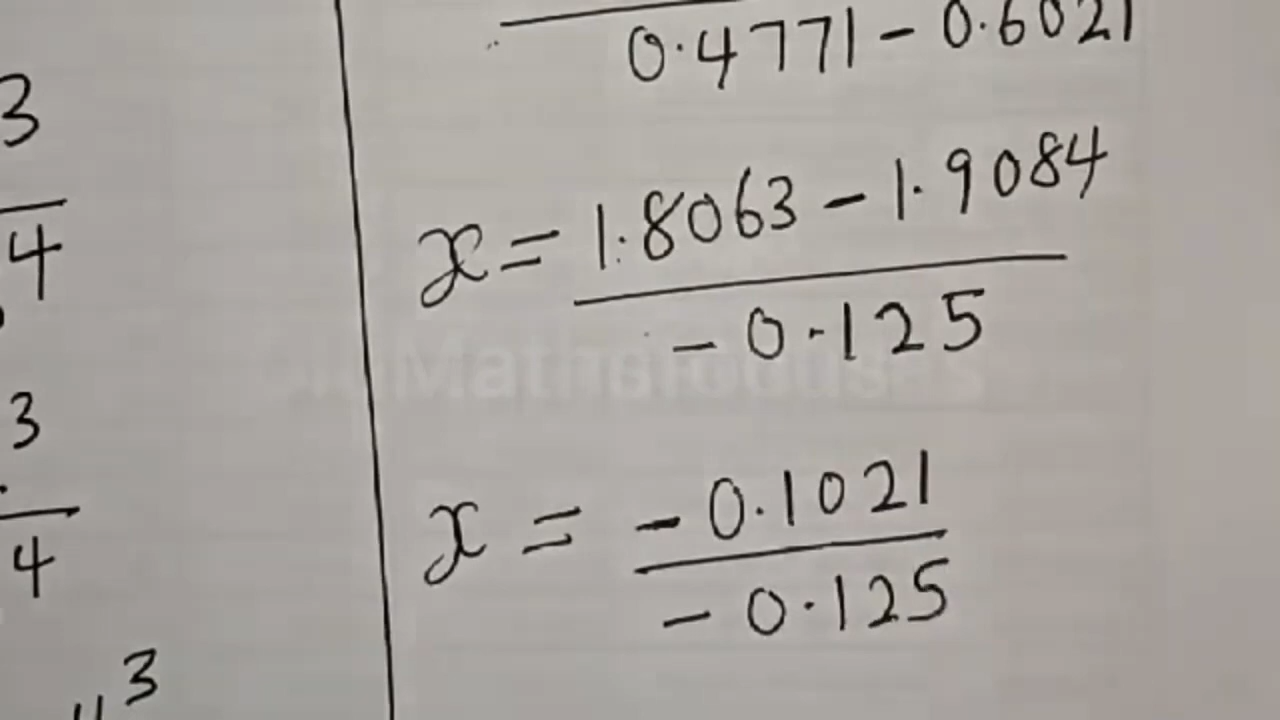 3
4
3
4
3
0.4771 - 0.6021
x = 1.8063 - 1.9084
- 0.125
x = - 0.1021
- 0.125